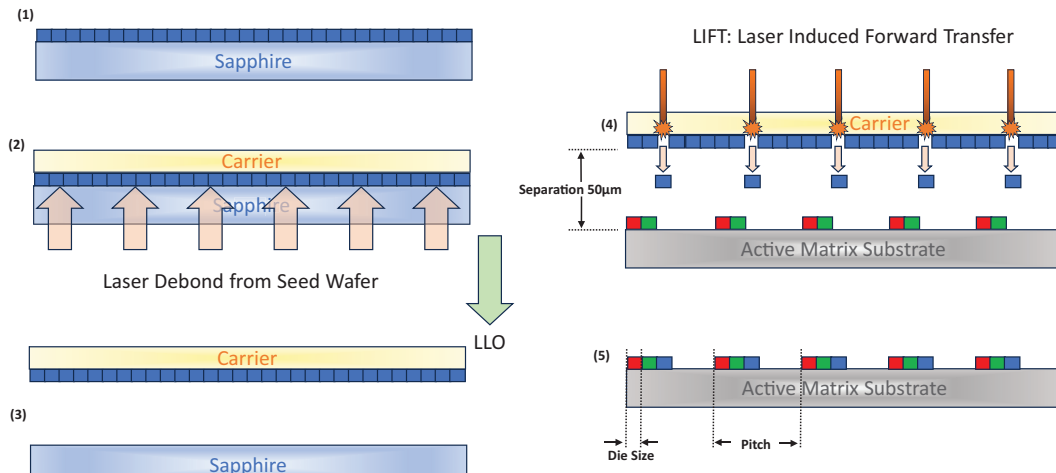 (1)
Sapphire
(2)
Carrier
Sapphire
Laser Debond from Seed Wafer
LLO
Carrier
(3)
Sapphire
LIFT: Laser Induced Forward Transfer
(4)
Carrier
Separation 50μm
Active Matrix Substrate
(5)
Active Matrix Substrate
Pitch
Die Size